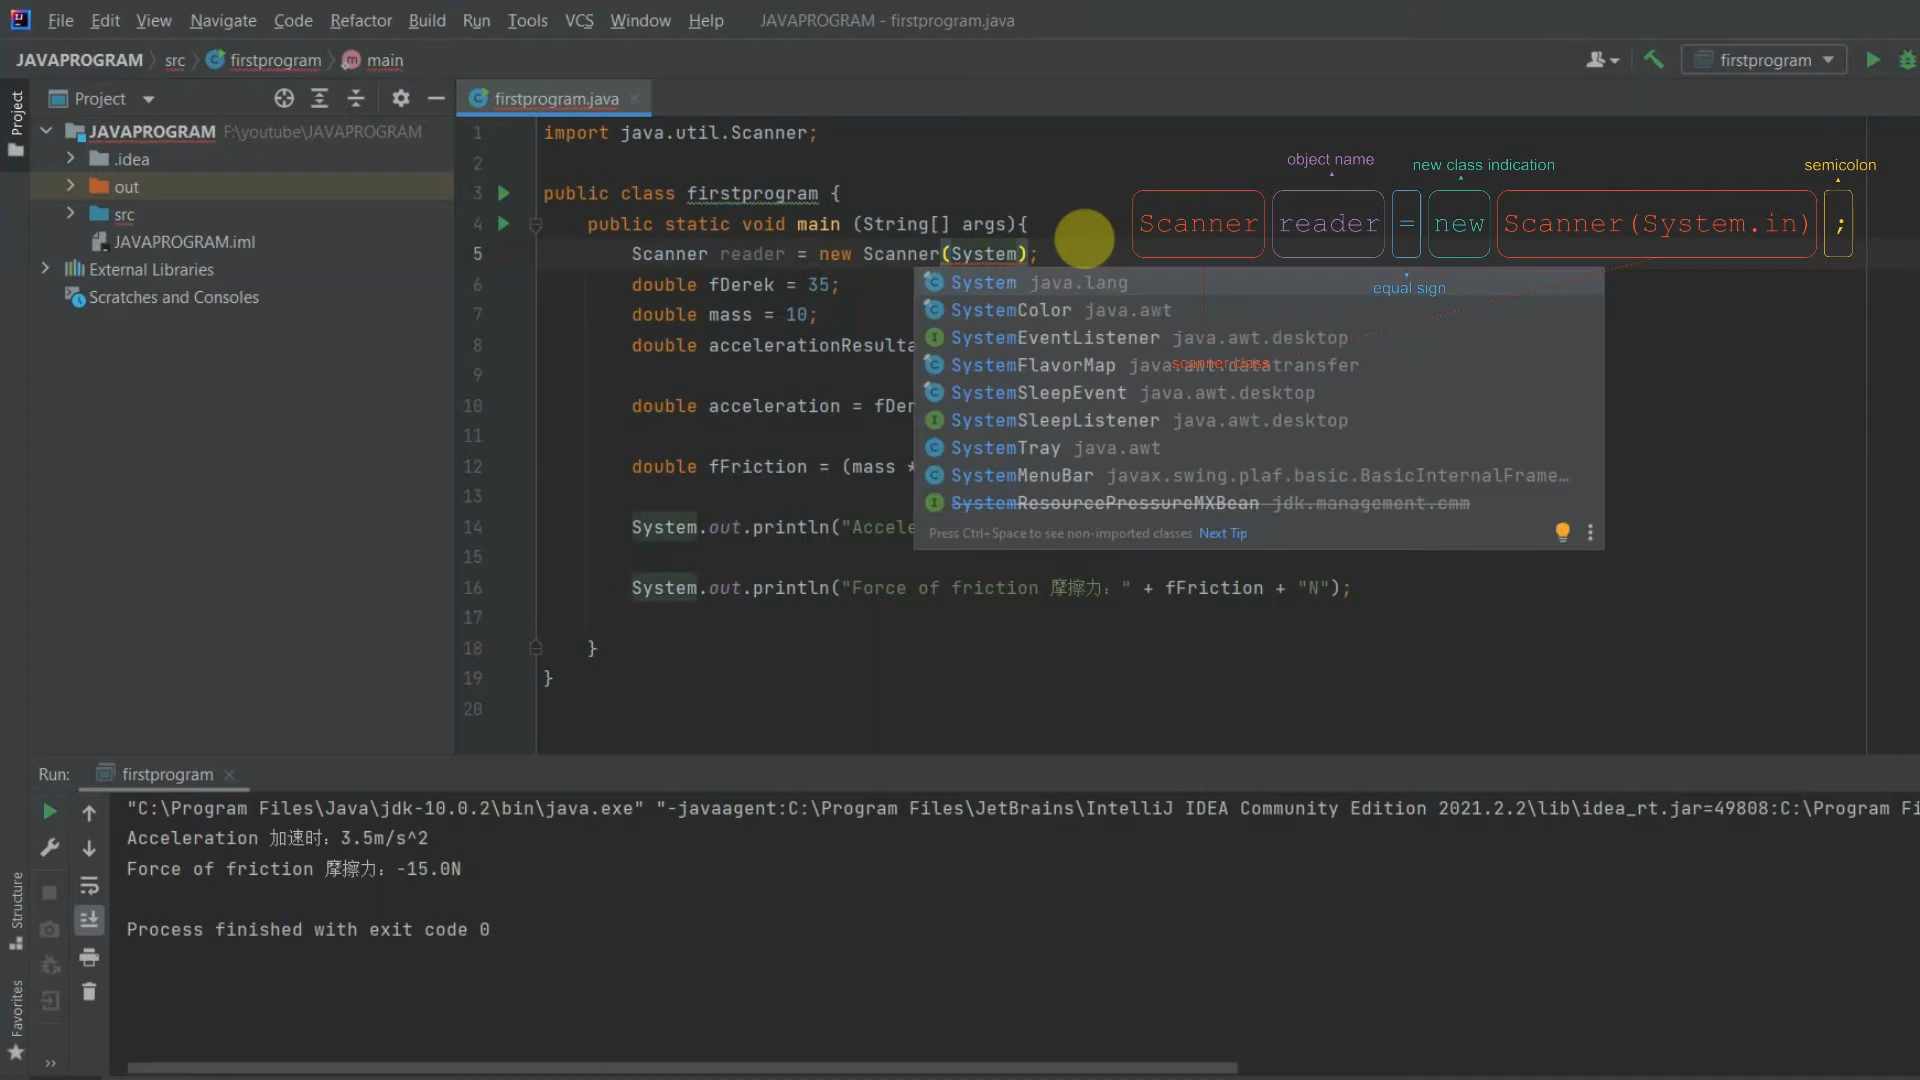 File Edit View Navigate Code Refactor Build Run Tools VCS Window Help JAVAPROGRAM - firstprogram.java
JAVAPROGRAM src firstprogram main
firstprogram
Project
Project
firstprogram.java
JAVAPROGRAM F:\youtube\JAVAPROGRAM
.idea
out
src
JAVAPROGRAM.iml
External Libraries
Scratches and Consoles
1 import java.util.Scanner;
2
3 public class firstprogram {
4 public static void main (String[] args){
5 Scanner reader = new Scanner(System);
6 double fDerek = 35;
7 double mass = 10;
8 double accelerationResulta
9
10 double acceleration = fDer
11
12 double fFriction = (mass *
13
14 System.out.println("Accele
15
16 System.out.println("Force of friction 摩擦力: " + fFriction + "N");
17
18 }
19 }
20
object name
new class indication
semicolon
Scanner reader = new Scanner(System.in) ;
equal sign
scanner class
System java.lang
SystemColor java.awt
SystemEventListener java.awt.desktop
SystemFlavorMap java.awt.datatransfer
SystemSleepEvent java.awt.desktop
SystemSleepListener java.awt.desktop
SystemTray java.awt
SystemMenuBar javax.swing.plaf.basic.BasicInternalFrame…
SystemResourcePressureMXBean jdk.management.cmm
Press Ctrl+Space to see non-imported classes Next Tip
Run: firstprogram
"C:\Program Files\Java\jdk-10.0.2\bin\java.exe" "-javaagent:C:\Program Files\JetBrains\IntelliJ IDEA Community Edition 2021.2.2\lib\idea_rt.jar=49808:C:\Program Fi
Acceleration 加速时: 3.5m/s^2
Force of friction 摩擦力: -15.0N
Process finished with exit code 0
Structure
Favorites